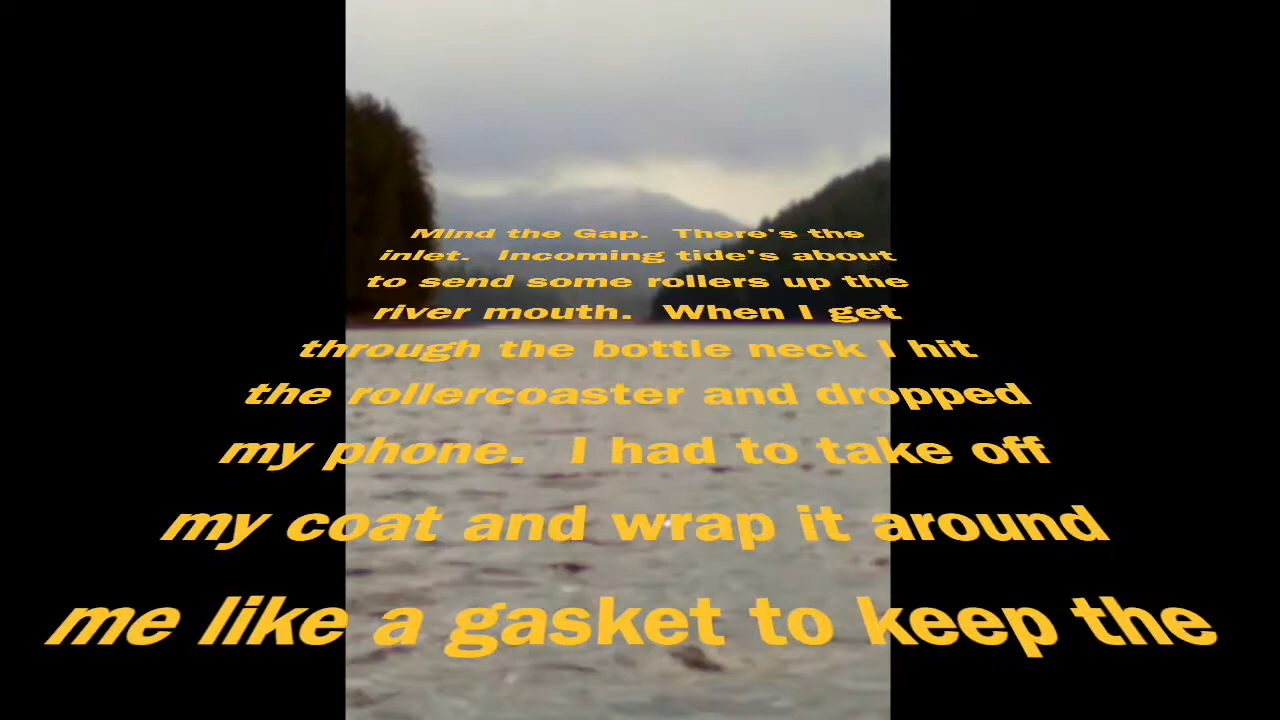 MInd the Gap.  There's the
inlet.  Incoming tide's about
to send some rollers up the
river mouth.  When I get
through the bottle neck I hit
the rollercoaster and dropped
my phone.  I had to take off
my coat and wrap it around
me like a gasket to keep the